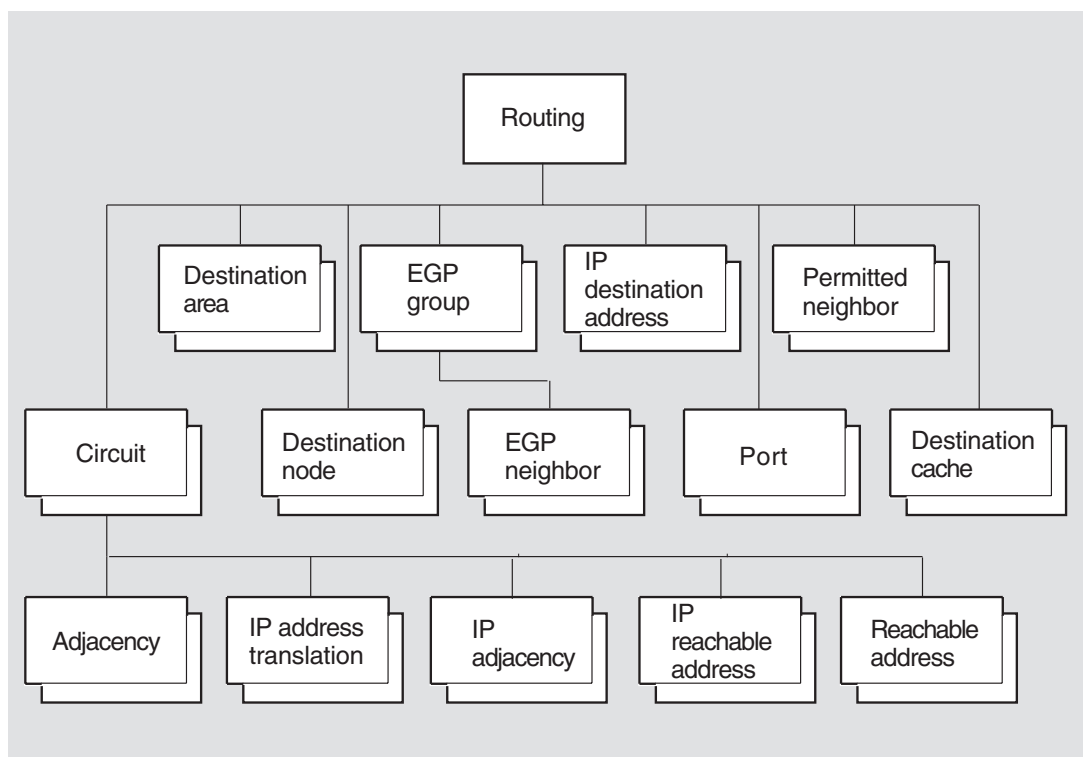 Routing
Destination
area
EGP
group
IP
destination
address
Permitted
neighbor
Circuit
Destination
node
EGP
neighbor
Port
Destination
cache
Adjacency
IP address
translation
IP
adjacency
IP
reachable
address
Reachable
address